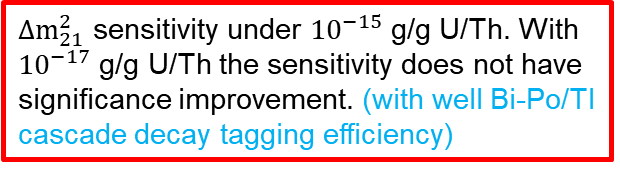 Δm²₂₁ sensitivity under 10⁻¹⁵ g/g U/Th. With
10⁻¹⁷ g/g U/Th the sensitivity does not have
significance improvement. (with well Bi-Po/Tl
cascade decay tagging efficiency)